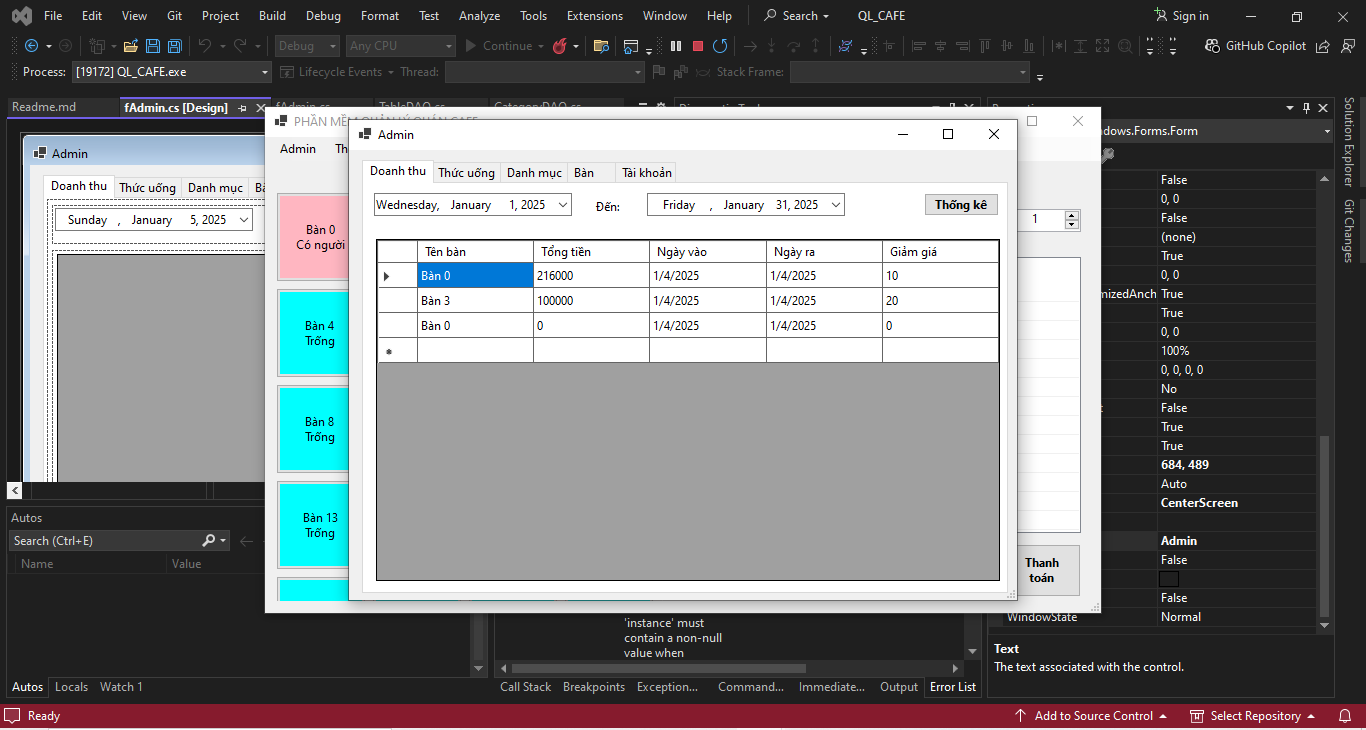 File Edit View Git Project Build Debug Format Test Analyze Tools Extensions Window Help Search QL_CAFE Sign in
Debug Any CPU Continue GitHub Copilot
Process: [19172] QL_CAFE.exe Lifecycle Events Thread: Stack Frame:
Readme.md fAdmin.cs [Design]
PHẦN MỀM QUẢN LÝ QUÁN CAFE
Admin
Admin Th
Admin
Doanh thu Thức uống Danh mục Bà
Sunday , January 5, 2025
Bàn 0
Có người
Bàn 4
Trống
Bàn 8
Trống
Bàn 13
Trống
Doanh thu Thức uống Danh mục Bàn Tài khoản
Wednesday, January 1, 2025 Đến: Friday , January 31, 2025 Thống kê
Tên bàn Tổng tiền Ngày vào Ngày ra Giảm giá
Bàn 0 216000 1/4/2025 1/4/2025 10
Bàn 3 100000 1/4/2025 1/4/2025 20
Bàn 0 0 1/4/2025 1/4/2025 0
1
Thanh
toán
ndows.Forms.Form
False
0, 0
False
(none)
True
0, 0
mizedAnch True
True
0, 0
100%
0, 0, 0, 0
No
False
True
True
684, 489
Auto
CenterScreen
Admin
False
False
WindowState Normal
Text
The text associated with the control.
Solution Explorer
Git Changes
Autos
Search (Ctrl+E)
Name Value
'instance' must
contain a non-null
value when
Autos Locals Watch 1
Call Stack Breakpoints Exception... Command... Immediate... Output Error List
Ready Add to Source Control Select Repository